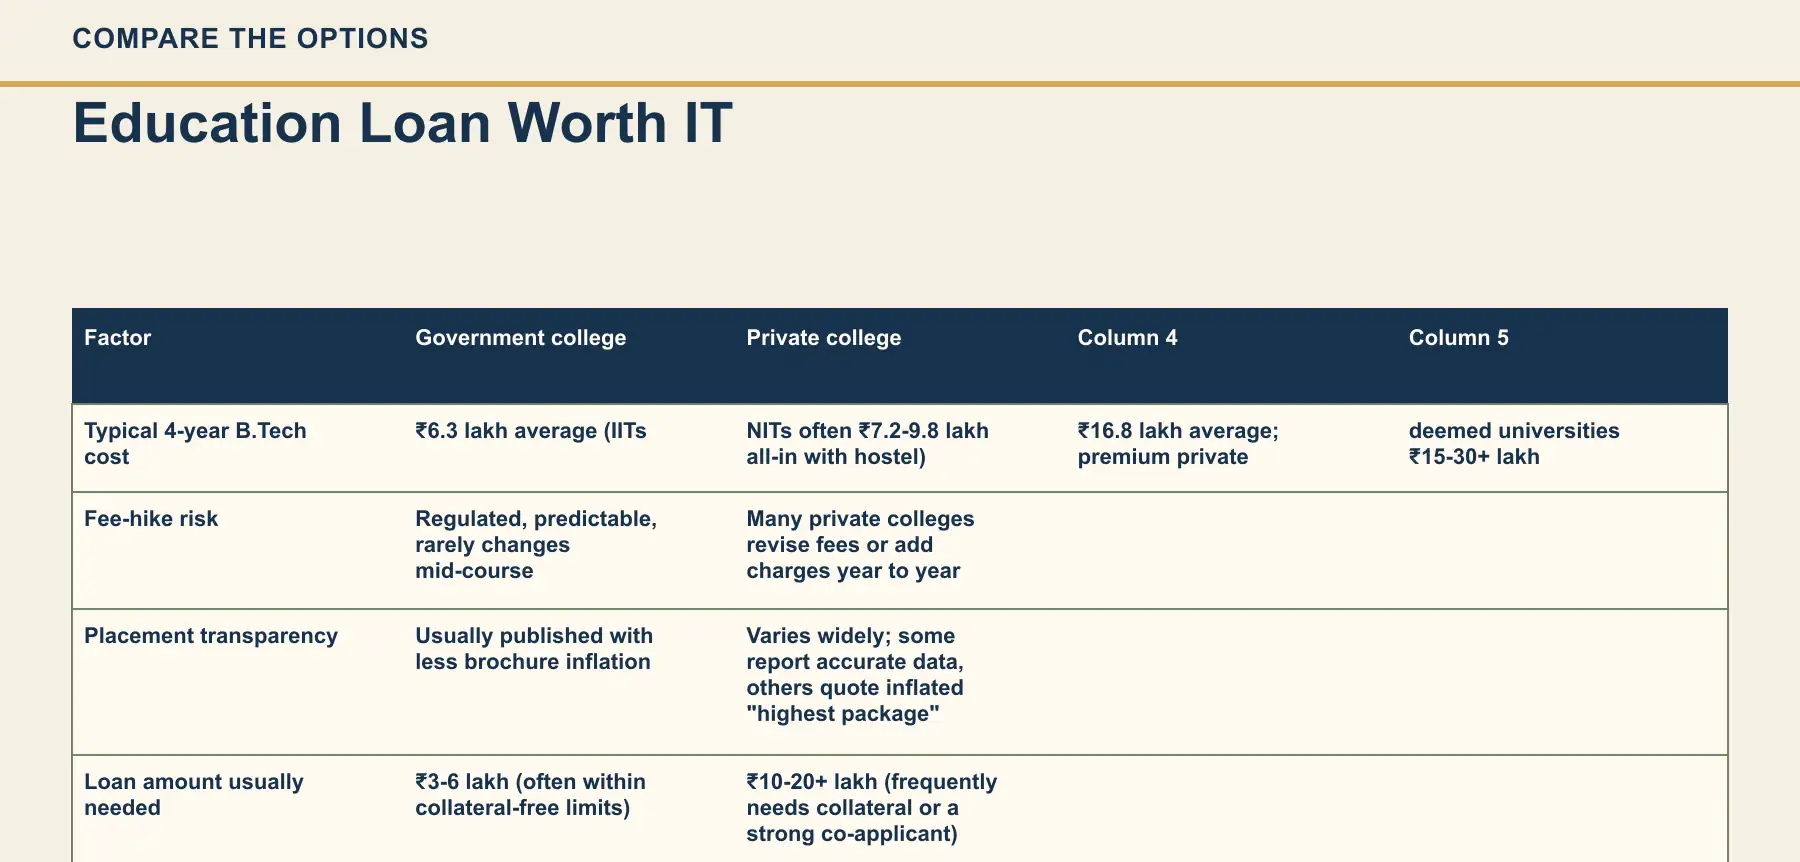 COMPARE THE OPTIONS
Education Loan Worth IT
Factor Government college Private college Column 4 Column 5
Typical 4-year B.Tech
cost
₹6.3 lakh average (IITs
NITs often ₹7.2-9.8 lakh
all-in with hostel)
₹16.8 lakh average;
premium private
deemed universities
₹15-30+ lakh
Fee-hike risk
Regulated, predictable,
rarely changes
mid-course
Many private colleges
revise fees or add
charges year to year
Placement transparency
Usually published with
less brochure inflation
Varies widely; some
report accurate data,
others quote inflated
"highest package"
Loan amount usually
needed
₹3-6 lakh (often within
collateral-free limits)
₹10-20+ lakh (frequently
needs collateral or a
strong co-applicant)